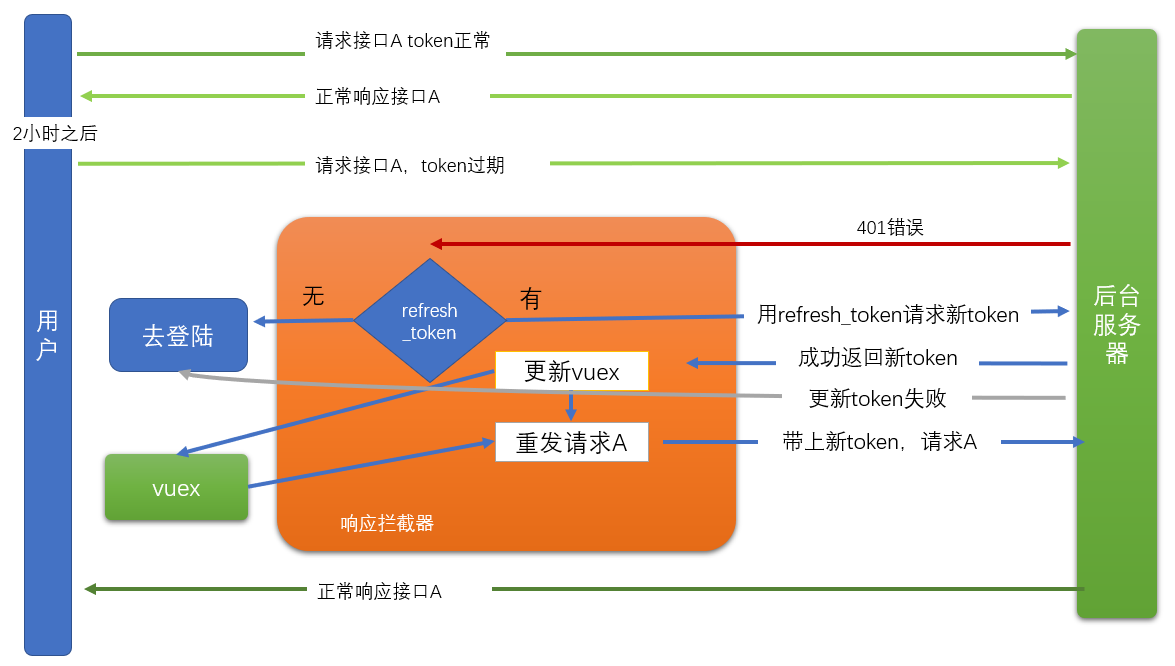 请求接口A token正常
正常响应接口A
2小时之后
请求接口A，token过期
401错误
无
refresh
_token
有
用refresh_token请求新token
去登陆
用
户
后台
服务
器
更新vuex
成功返回新token
更新token失败
重发请求A
带上新token，请求A
vuex
响应拦截器
正常响应接口A